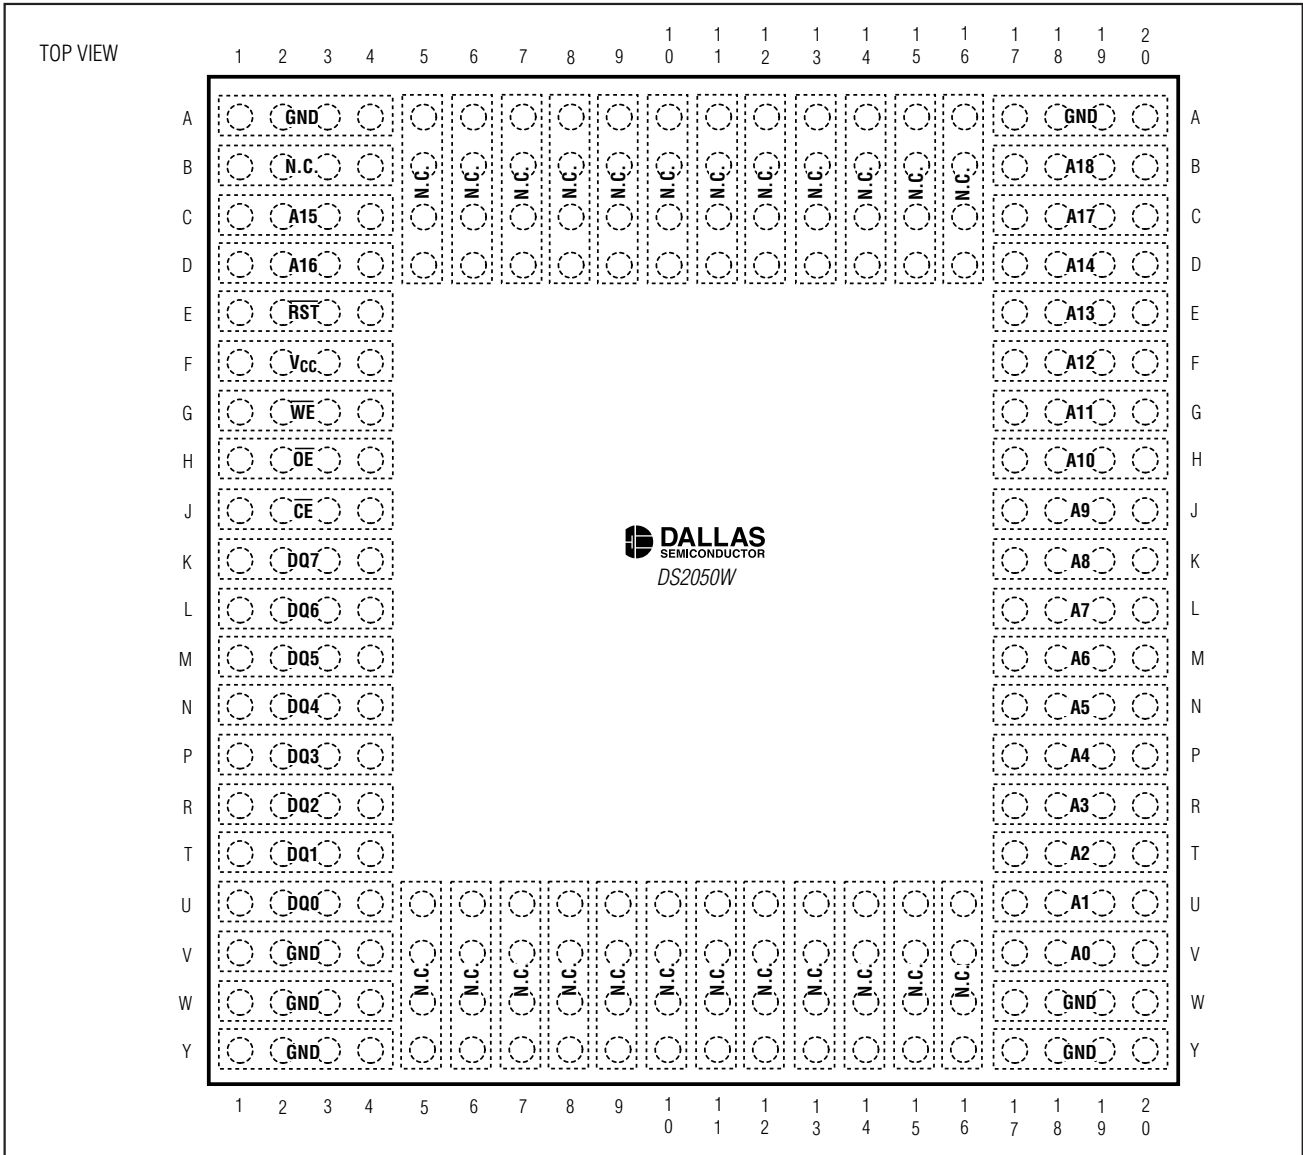 TOP VIEW
1 2 3 4 5 6 7 8 9 10 11 12 13 14 15 16 17 18 19 20
A GND GND A
B N.C. N.C. N.C. N.C. N.C. N.C. N.C. N.C. N.C. N.C. N.C. N.C. N.C. A18 B
C A15 A17 C
D A16 A14 D
E RST A13 E
F VCC A12 F
G WE A11 G
H OE A10 H
J CE A9 J
DALLAS
SEMICONDUCTOR
DS2050W
K DQ7 A8 K
L DQ6 A7 L
M DQ5 A6 M
N DQ4 A5 N
P DQ3 A4 P
R DQ2 A3 R
T DQ1 A2 T
U DQ0 A1 U
V GND A0 V
N.C. N.C. N.C. N.C. N.C. N.C. N.C. N.C. N.C. N.C. N.C. N.C.
W GND GND W
Y GND GND Y
1 2 3 4 5 6 7 8 9 10 11 12 13 14 15 16 17 18 19 20